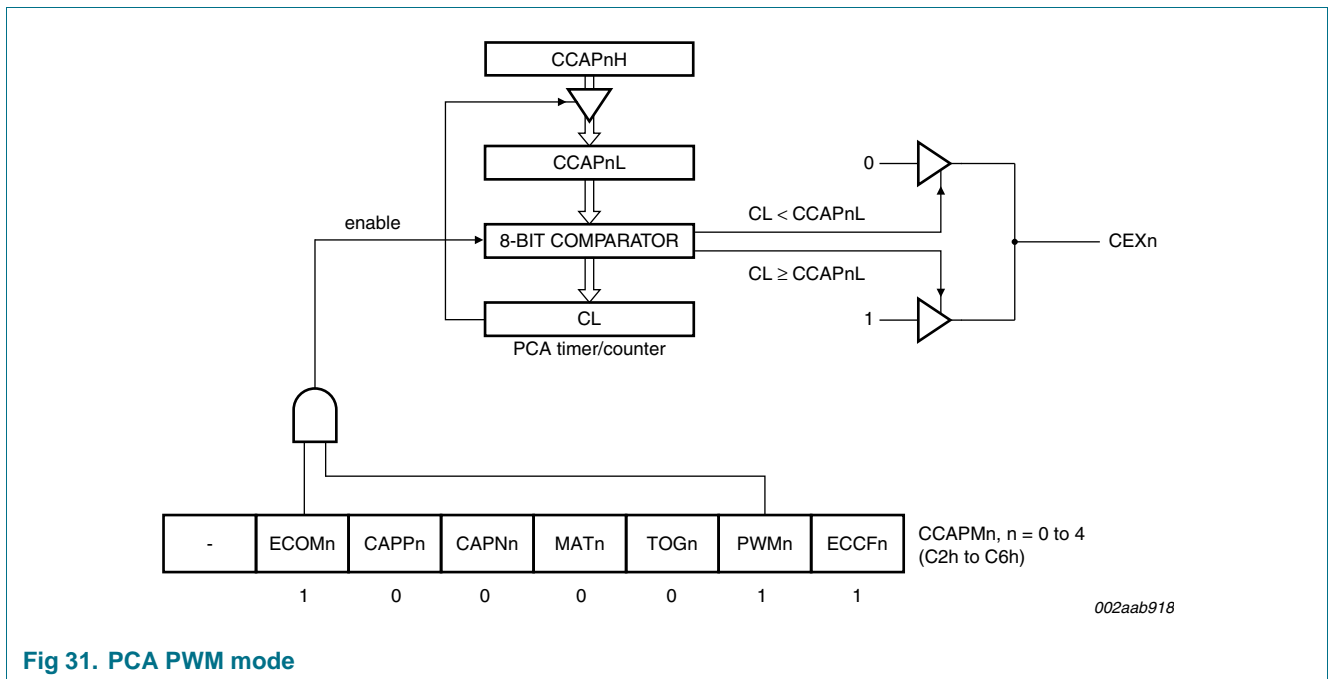 CCAPnH
CCAPnL
0
CL < CCAPnL
enable
8-BIT COMPARATOR
CEXn
CL ≥ CCAPnL
CL
1
PCA timer/counter
- ECOMn CAPPn CAPNn MATn TOGn PWMn ECCFn
CCAPMn, n = 0 to 4
(C2h to C6h)
1 0 0 0 0 1 1
002aab918
Fig 31. PCA PWM mode